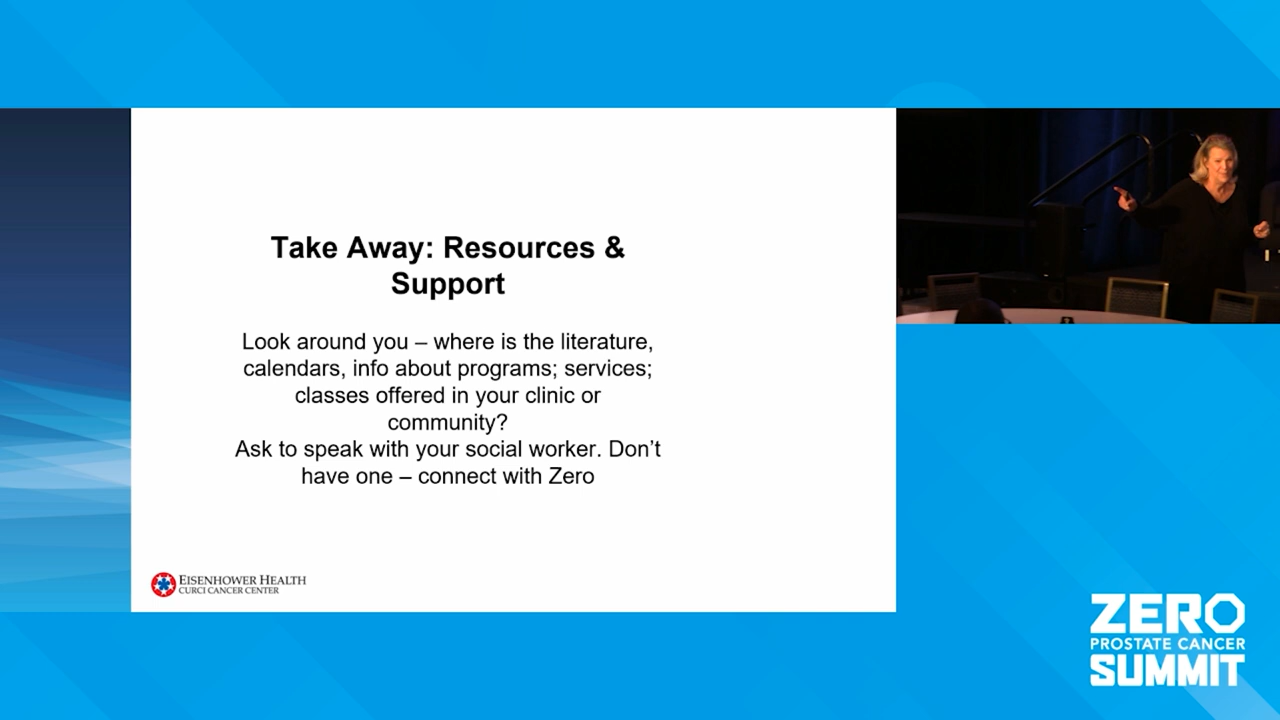 Take Away: Resources &
Support
Look around you – where is the literature,
calendars, info about programs; services;
classes offered in your clinic or
community?
Ask to speak with your social worker. Don’t
have one – connect with Zero
EISENHOWER HEALTH
CURCI CANCER CENTER
ZERO
PROSTATE CANCER
SUMMIT